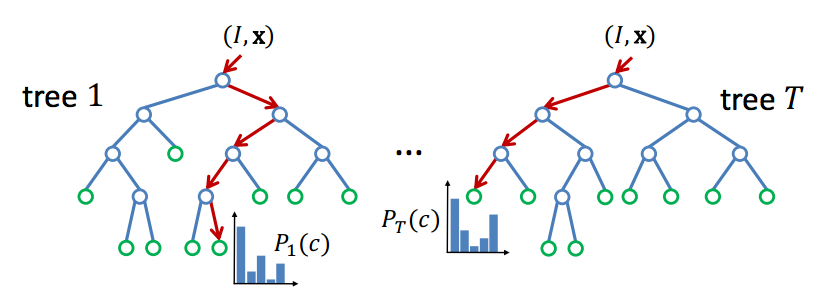 (I, x)
(I, x)
tree 1
tree T
...
P_T(c)
P_1(c)